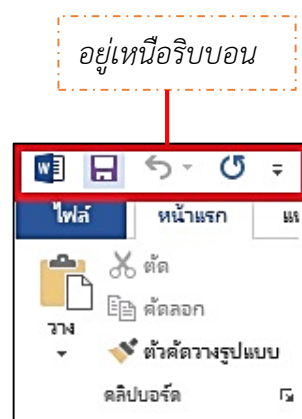 อยู่เหนือริบบอน
ไฟล์ หน้าแรก
ตัด
คัดลอก
วาง
ตัวคัดวางรูปแบบ
คลิปบอร์ด